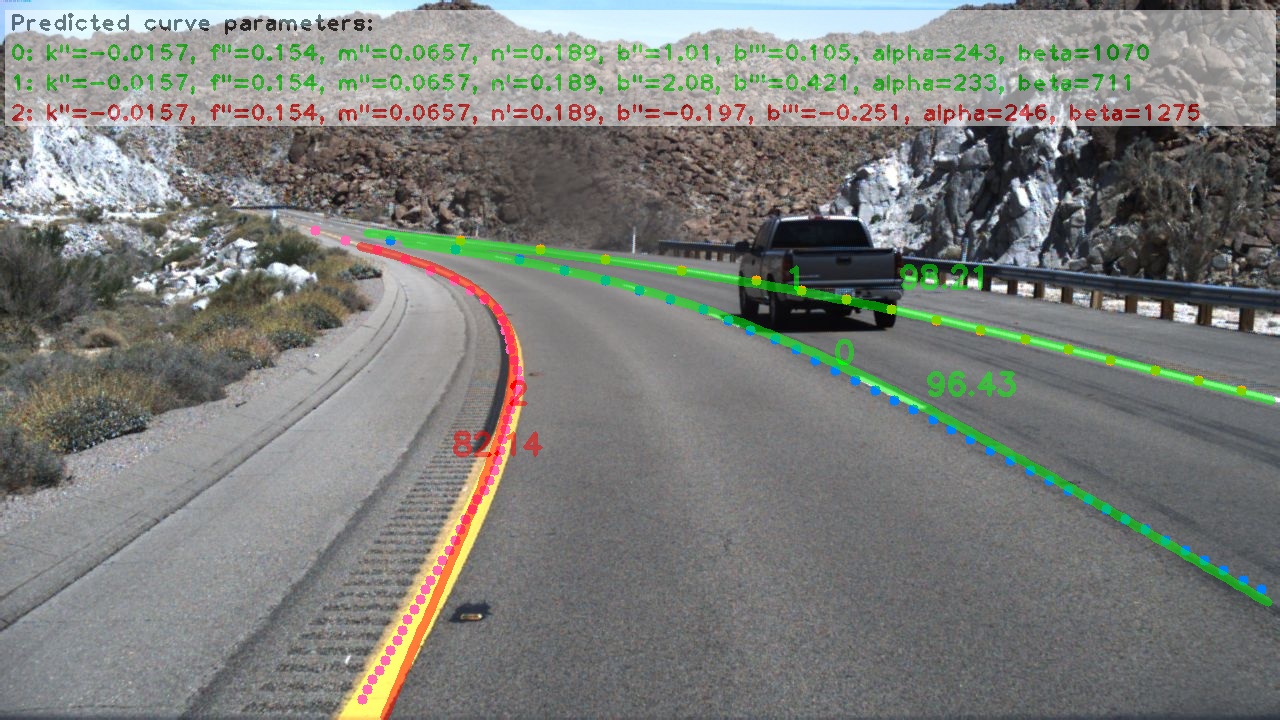 Predicted curve parameters:
0: k"=-0.0157, f"=0.154, m"=0.0657, n'=0.189, b"=1.01, b'"=0.105, alpha=243, beta=1070
1: k"=-0.0157, f"=0.154, m"=0.0657, n'=0.189, b"=2.08, b'"=0.421, alpha=233, beta=711
2: k"=-0.0157, f"=0.154, m"=0.0657, n'=0.189, b"=-0.197, b'"=-0.251, alpha=246, beta=1275
1 98.21
0
96.43
2
82.14